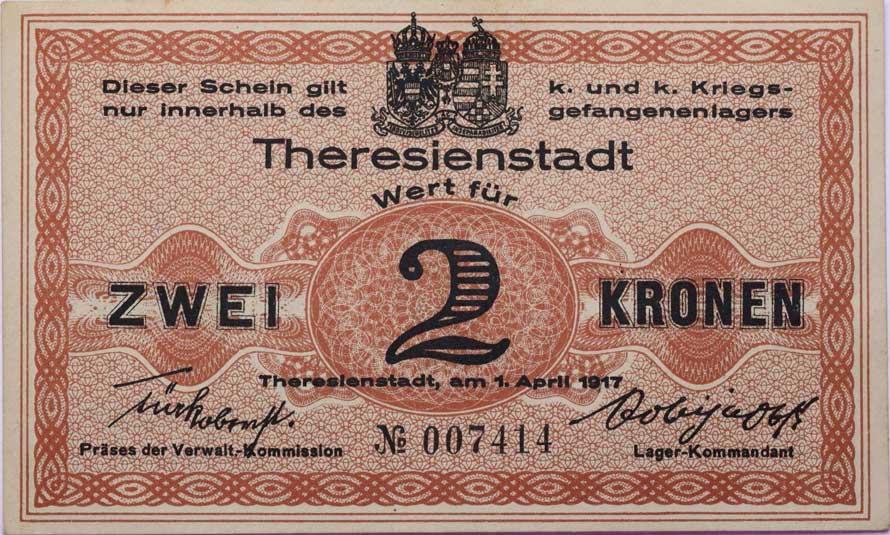 Dieser Schein gilt k. und k. Kriegs-
nur innerhalb des gefangenenlagers
Theresienstadt
Wert für
ZWEI 2 KRONEN
Theresienstadt, am 1. April 1917
Präses der Verwalt.-Kommission № 007414 Lager-Kommandant